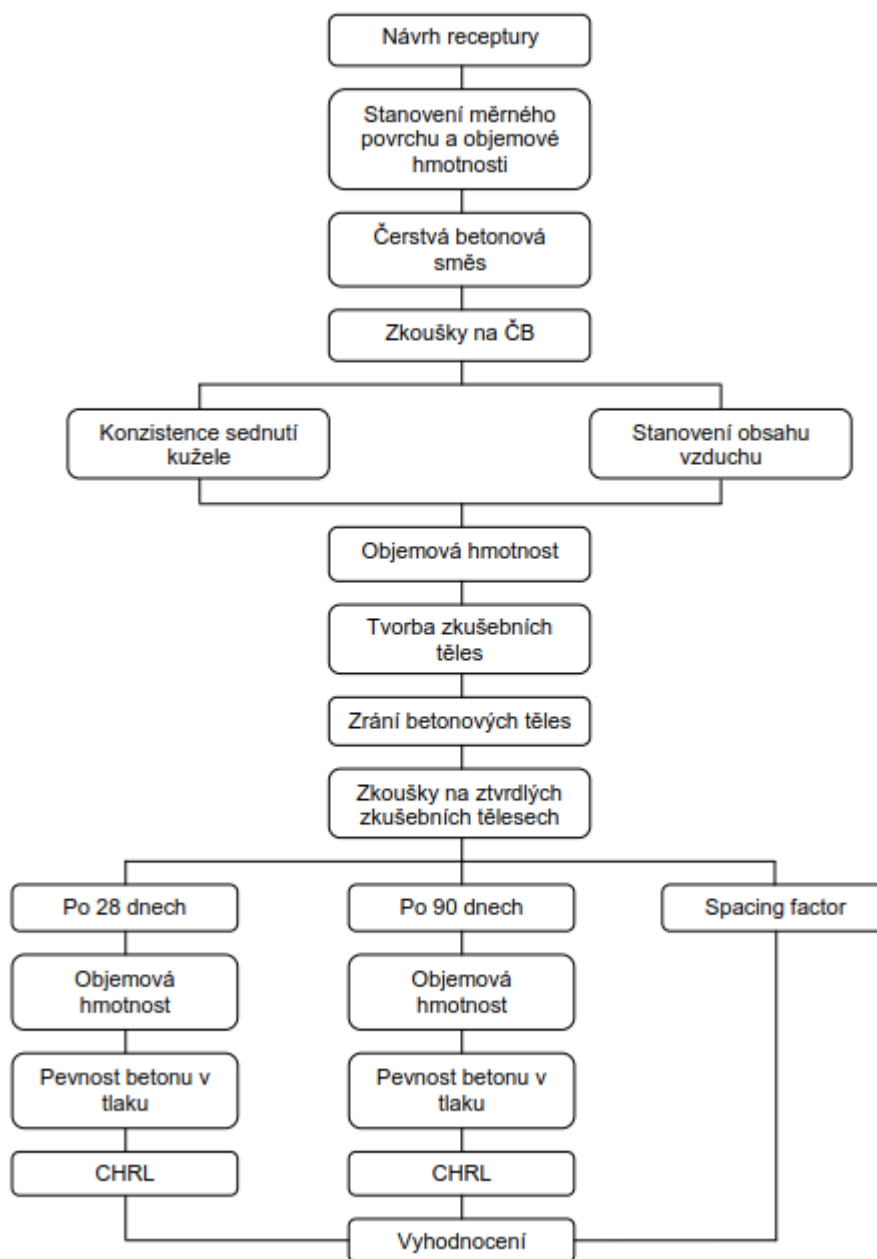 Návrh receptury
Stanovení měrného
povrchu a objemové
hmotnosti
Čerstvá betonová
směs
Zkoušky na ČB
Konzistence sednutí
kužele
Stanovení obsahu
vzduchu
Objemová hmotnost
Tvorba zkušebních
těles
Zrání betonových těles
Zkoušky na ztvrdlých
zkušebních tělesech
Po 28 dnech
Po 90 dnech
Spacing factor
Objemová
hmotnost
Objemová
hmotnost
Pevnost betonu v
tlaku
Pevnost betonu v
tlaku
CHRL
CHRL
Vyhodnocení